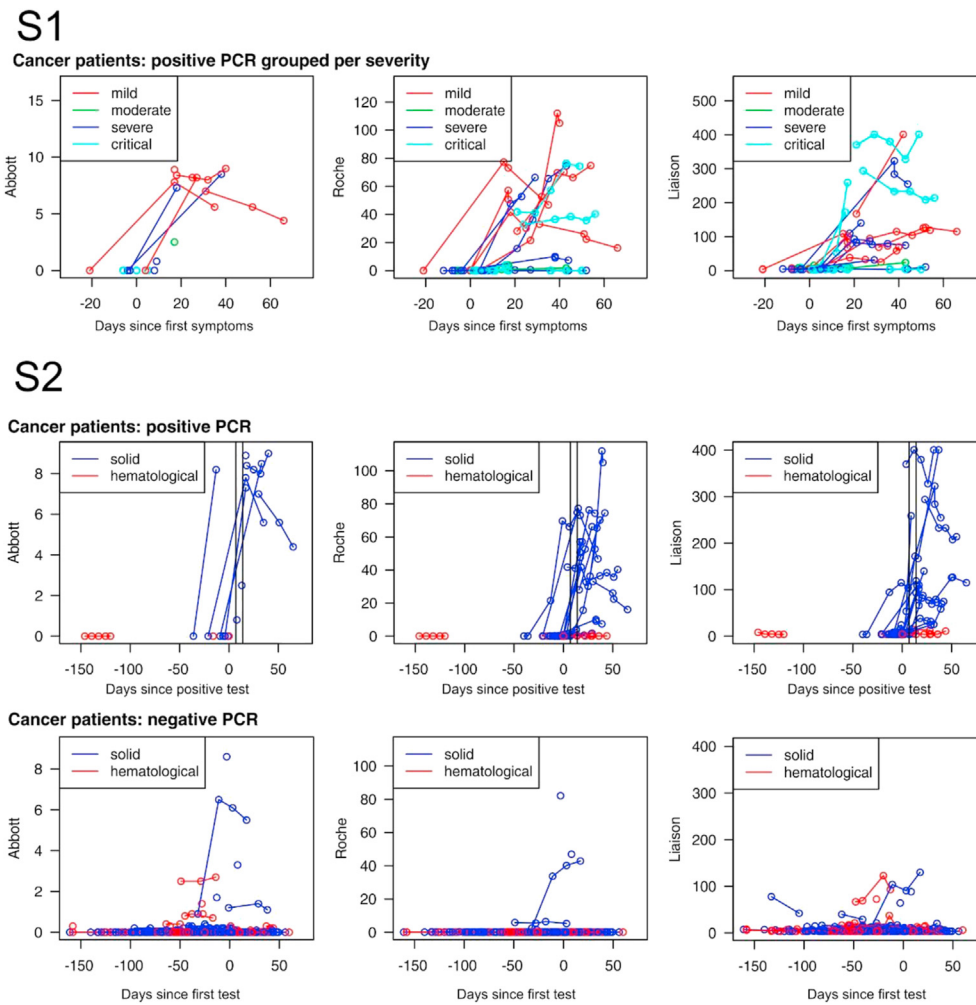 S1
Cancer patients: positive PCR grouped per severity
Abbott
15
10
5
0
mild
moderate
severe
critical
-20 0 20 40 60
Days since first symptoms
Roche
120
100
80
60
40
20
0
mild
moderate
severe
critical
-20 0 20 40 60
Days since first symptoms
Liaison
500
400
300
200
100
0
mild
moderate
severe
critical
-20 0 20 40 60
Days since first symptoms
S2
Cancer patients: positive PCR
Abbott
8
6
4
2
0
solid
hematological
-150 -100 -50 0 50
Days since positive test
Roche
100
80
60
40
20
0
solid
hematological
-150 -100 -50 0 50
Days since positive test
Liaison
400
300
200
100
0
solid
hematological
-150 -100 -50 0 50
Days since positive test
Cancer patients: negative PCR
Abbott
8
6
4
2
0
solid
hematological
-150 -100 -50 0 50
Days since first test
Roche
100
80
60
40
20
0
solid
hematological
-150 -100 -50 0 50
Days since first test
Liaison
400
300
200
100
0
solid
hematological
-150 -100 -50 0 50
Days since first test